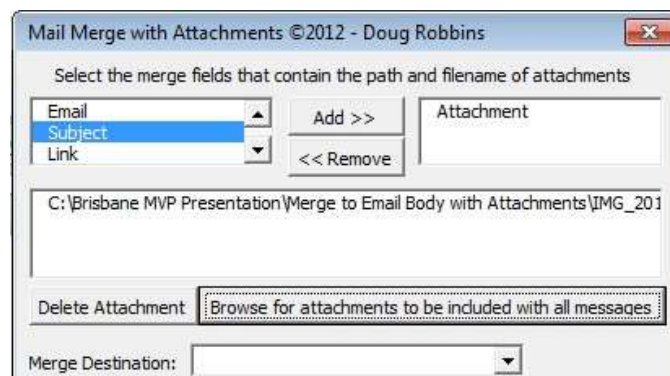 Mail Merge with Attachments ©2012 - Doug Robbins
Select the merge fields that contain the path and filename of attachments
Email
Subject
Link
Add >>
<< Remove
Attachment
C:\Brisbane MVP Presentation\Merge to Email Body with Attachments\IMG_201
Delete Attachment
Browse for attachments to be included with all messages
Merge Destination: